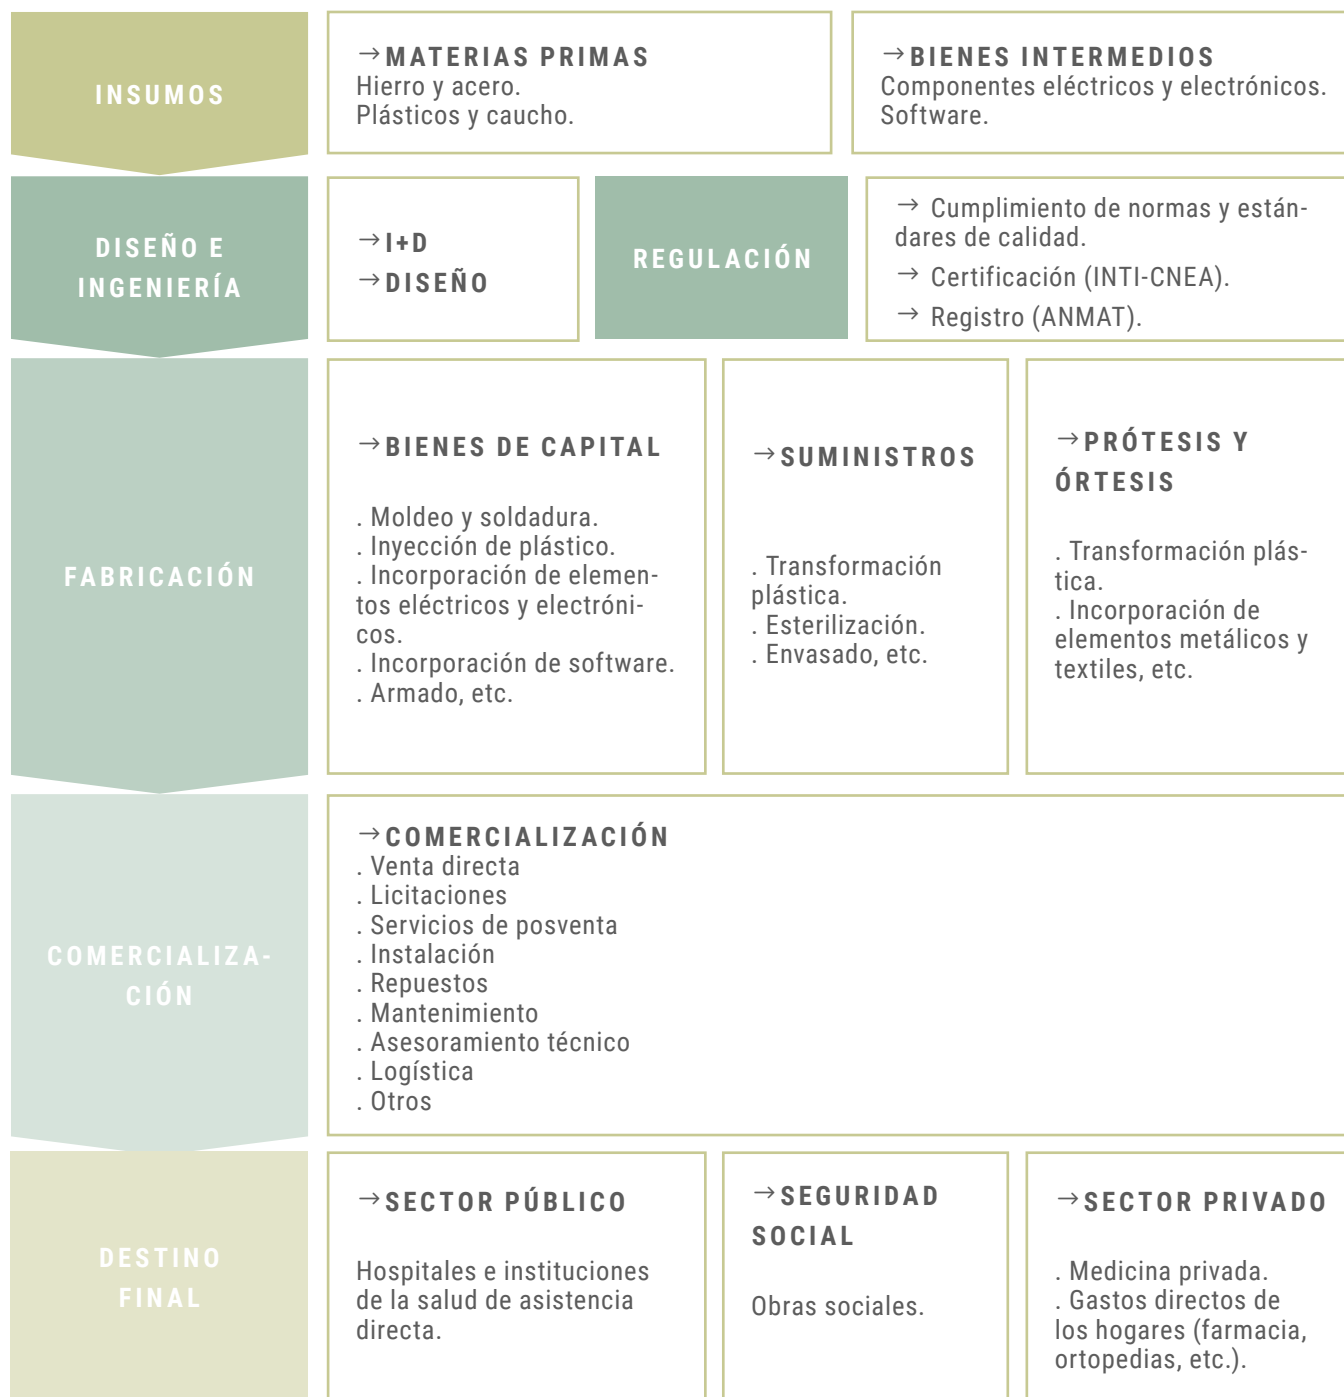 INSUMOS
→MATERIAS PRIMAS
Hierro y acero.
Plásticos y caucho.
→BIENES INTERMEDIOS
Componentes eléctricos y electrónicos.
Software.
DISEÑO E
INGENIERÍA
→I+D
→DISEÑO
REGULACIÓN
→ Cumplimiento de normas y están-
dares de calidad.
→ Certificación (INTI-CNEA).
→ Registro (ANMAT).
FABRICACIÓN
→BIENES DE CAPITAL
. Moldeo y soldadura.
. Inyección de plástico.
. Incorporación de elemen-
tos eléctricos y electróni-
cos.
. Incorporación de software.
. Armado, etc.
→SUMINISTROS
. Transformación
plástica.
. Esterilización.
. Envasado, etc.
→PRÓTESIS Y
ÓRTESIS
. Transformación plás-
tica.
. Incorporación de
elementos metálicos y
textiles, etc.
COMERCIALIZA-
CIÓN
→COMERCIALIZACIÓN
. Venta directa
. Licitaciones
. Servicios de posventa
. Instalación
. Repuestos
. Mantenimiento
. Asesoramiento técnico
. Logística
. Otros
DESTINO
FINAL
→SECTOR PÚBLICO
Hospitales e instituciones
de la salud de asistencia
directa.
→SEGURIDAD
SOCIAL
Obras sociales.
→SECTOR PRIVADO
. Medicina privada.
. Gastos directos de
los hogares (farmacia,
ortopedias, etc.).